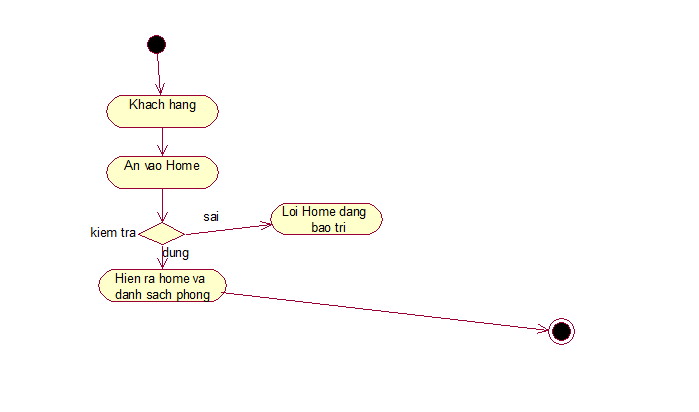 Khach hang
An vao Home
sai
Loi Home dang
bao tri
kiem tra
dung
Hien ra home va
danh sach phong